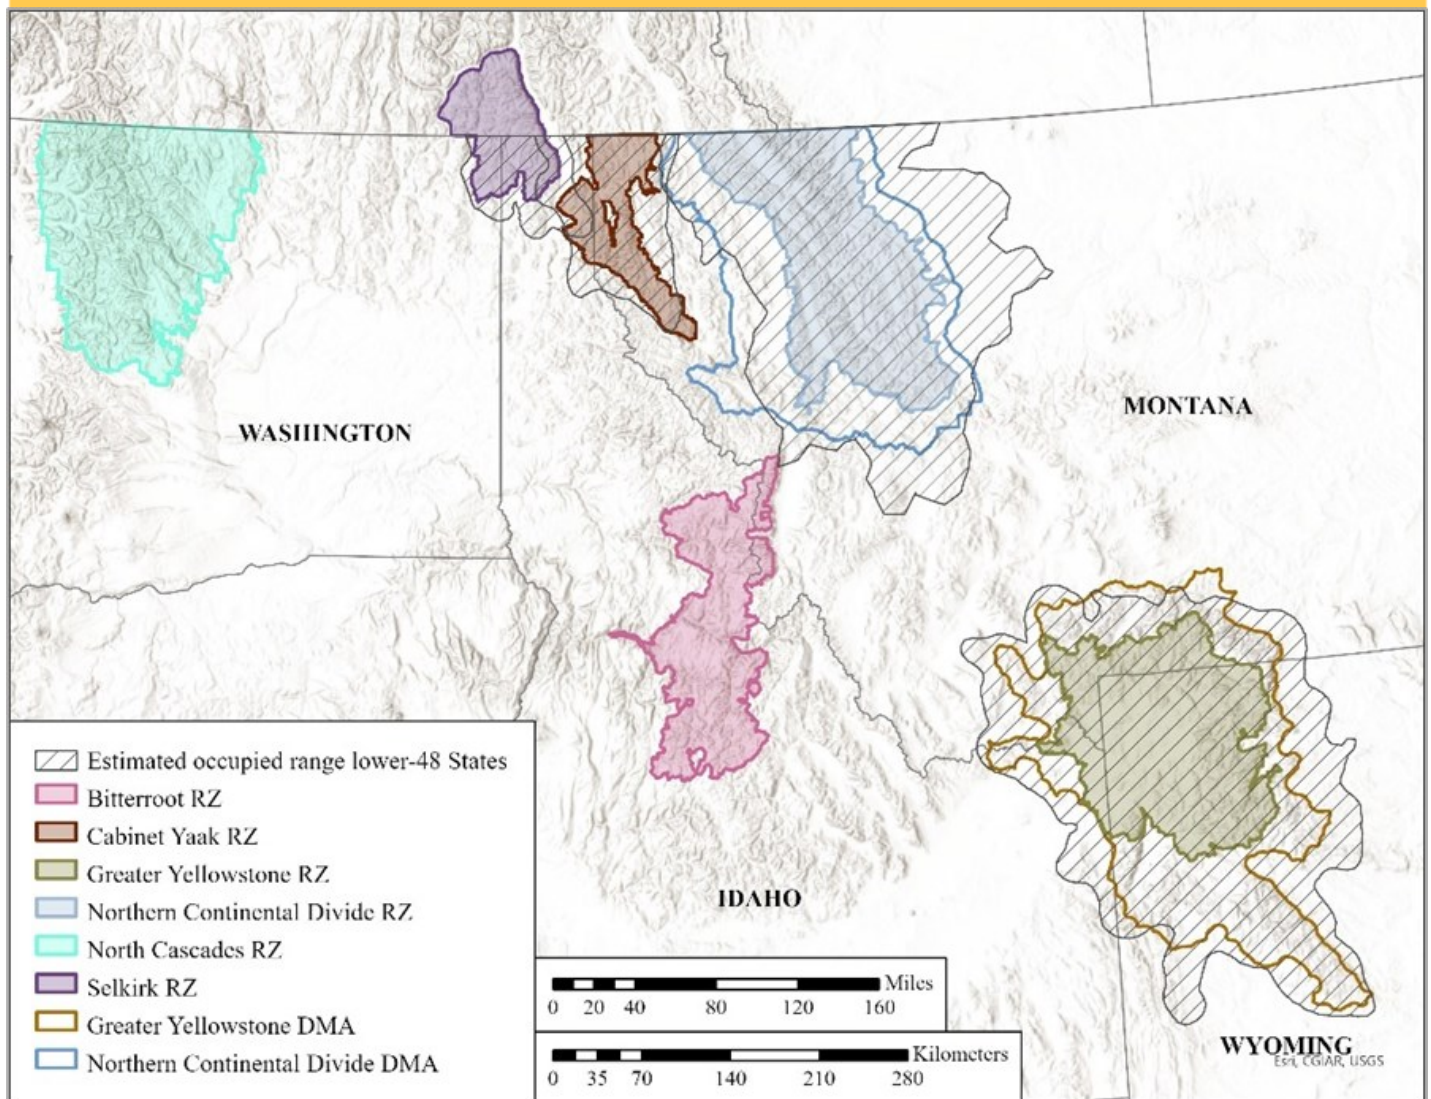 WASHINGTON
MONTANA
IDAHO
WYOMING
Esri, CGIAR, USGS
Estimated occupied range lower-48 States
Bitterroot RZ
Cabinet Yaak RZ
Greater Yellowstone RZ
Northern Continental Divide RZ
North Cascades RZ
Selkirk RZ
Greater Yellowstone DMA
Northern Continental Divide DMA
Miles
0 20 40 80 120 160
Kilometers
0 35 70 140 210 280